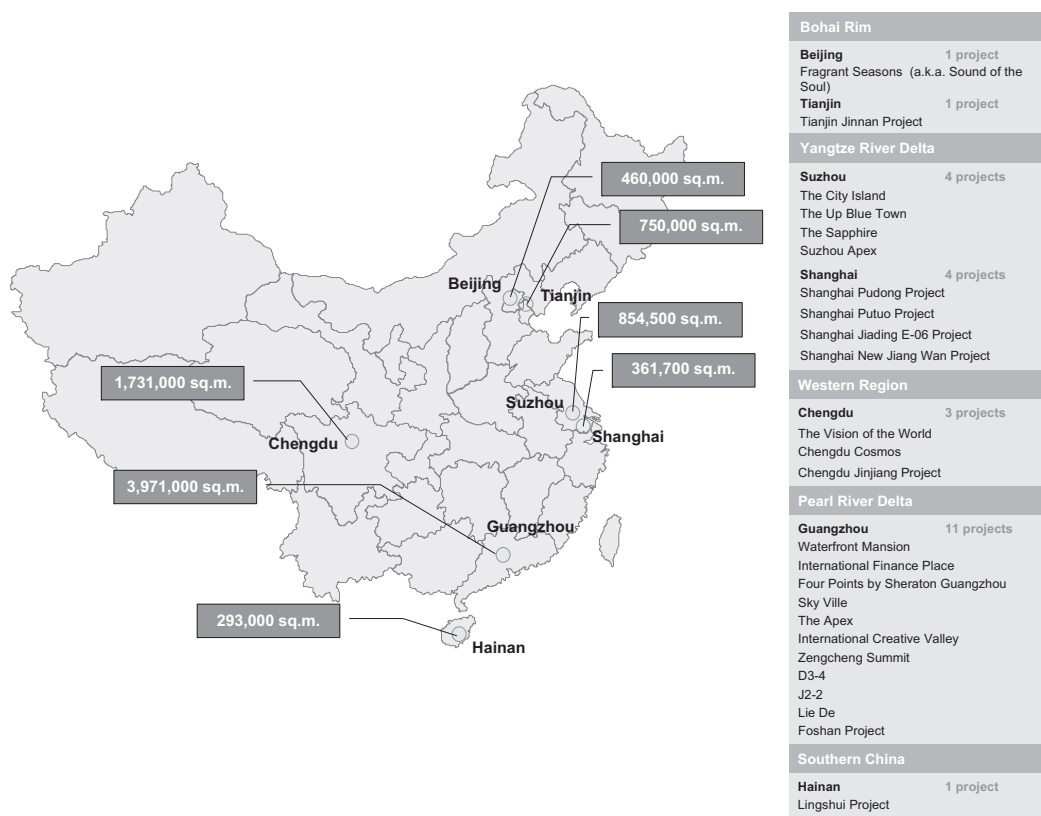 460,000 sq.m.
750,000 sq.m.
Beijing
Tianjin
854,500 sq.m.
361,700 sq.m.
1,731,000 sq.m.
Suzhou
Shanghai
Chengdu
3,971,000 sq.m.
Guangzhou
293,000 sq.m.
Hainan
Bohai Rim
Beijing 1 project
Fragrant Seasons (a.k.a. Sound of the
Soul)
Tianjin 1 project
Tianjin Jinnan Project
Yangtze River Delta
Suzhou 4 projects
The City Island
The Up Blue Town
The Sapphire
Suzhou Apex
Shanghai 4 projects
Shanghai Pudong Project
Shanghai Putuo Project
Shanghai Jiading E-06 Project
Shanghai New Jiang Wan Project
Western Region
Chengdu 3 projects
The Vision of the World
Chengdu Cosmos
Chengdu Jinjiang Project
Pearl River Delta
Guangzhou 11 projects
Waterfront Mansion
International Finance Place
Four Points by Sheraton Guangzhou
Sky Ville
The Apex
International Creative Valley
Zengcheng Summit
D3-4
J2-2
Lie De
Foshan Project
Southern China
Hainan 1 project
Lingshui Project